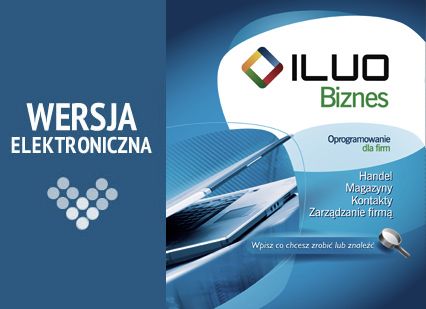 WERSJA
ELEKTRONICZNA
ILUO
Biznes
Oprogramowanie
dla firm
Handel
Magazyny
Kontakty
Zarządzanie firmą
Wpisz co chcesz zrobić lub znaleźć